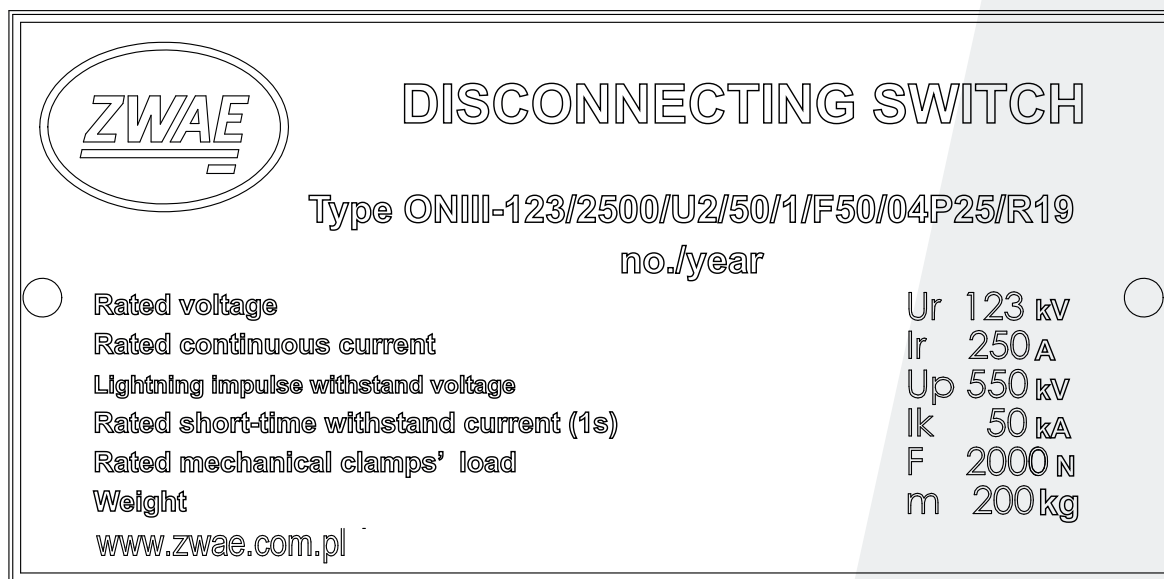 ZWAE
DISCONNECTING SWITCH
Type ONIII-123/2500/U2/50/1/F50/04P25/R19
no./year
Rated voltage Ur 123 kV
Rated continuous current Ir 250 A
Lightning impulse withstand voltage Up 550 kV
Rated short-time withstand current (1s) Ik 50 kA
Rated mechanical clamps’ load F 2000 N
Weight m 200 kg
www.zwae.com.pl